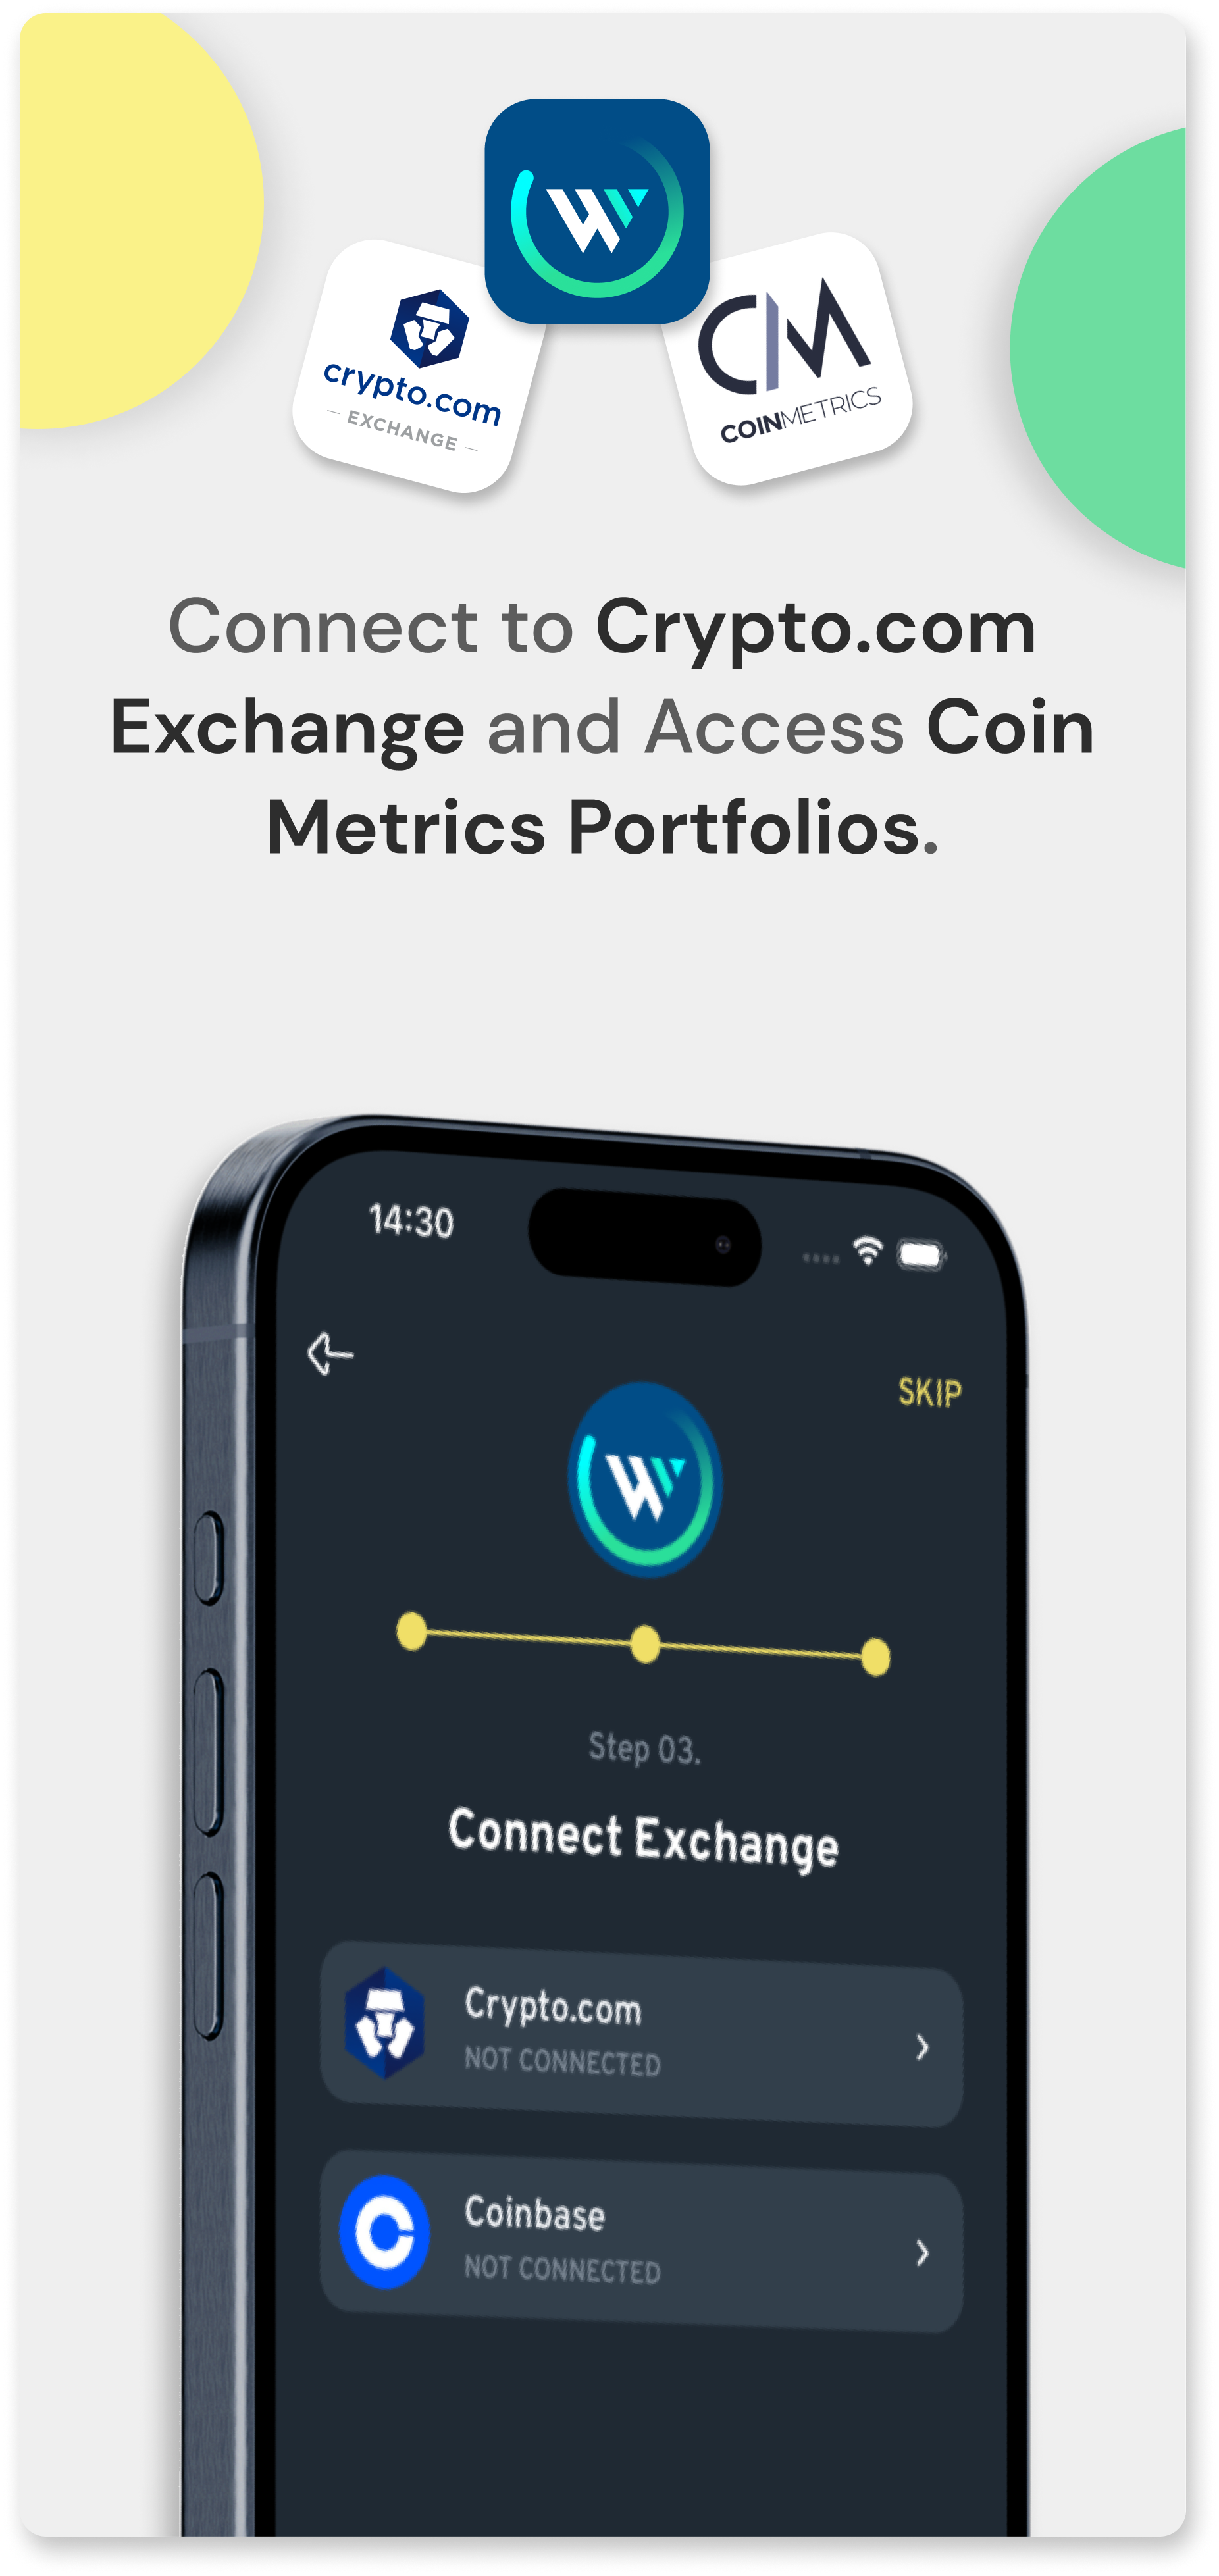 W
crypto.com
— EXCHANGE —
CM
COINMETRICS
Connect to Crypto.com
Exchange and Access Coin
Metrics Portfolios.
14:30
SKIP
W
Step 03.
Connect Exchange
Crypto.com
NOT CONNECTED
Coinbase
NOT CONNECTED